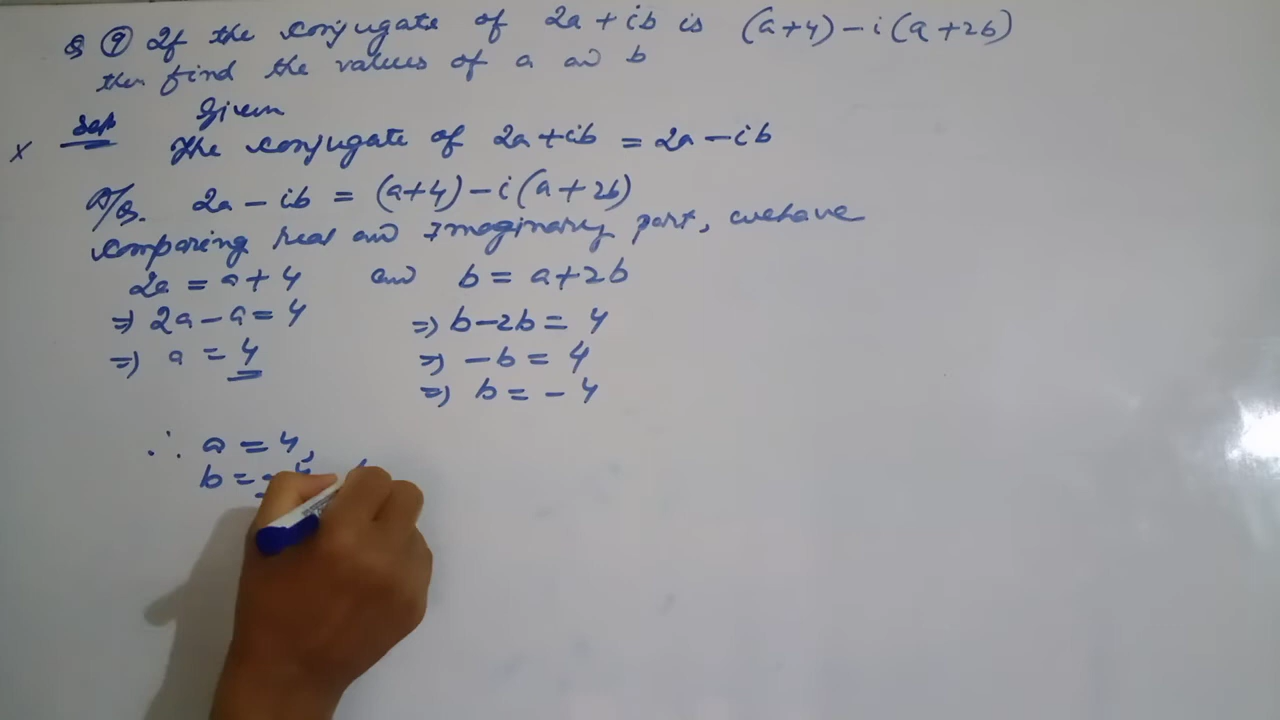 Q (9) If the conjugate of 2a + ib is (a+4) - i(a+2b)
then find the values of a and b
Sol^n Given
x The conjugate of 2a + ib = 2a - ib
A/Q. 2a - ib = (a+4) - i(a+2b)
comparing real and Imaginary part, we have
2a = a + 4 and b = a + 2b
=> 2a - a = 4 => b - 2b = 4
=> a = 4 => -b = 4
=> b = -4
∴ a = 4,
b = -4